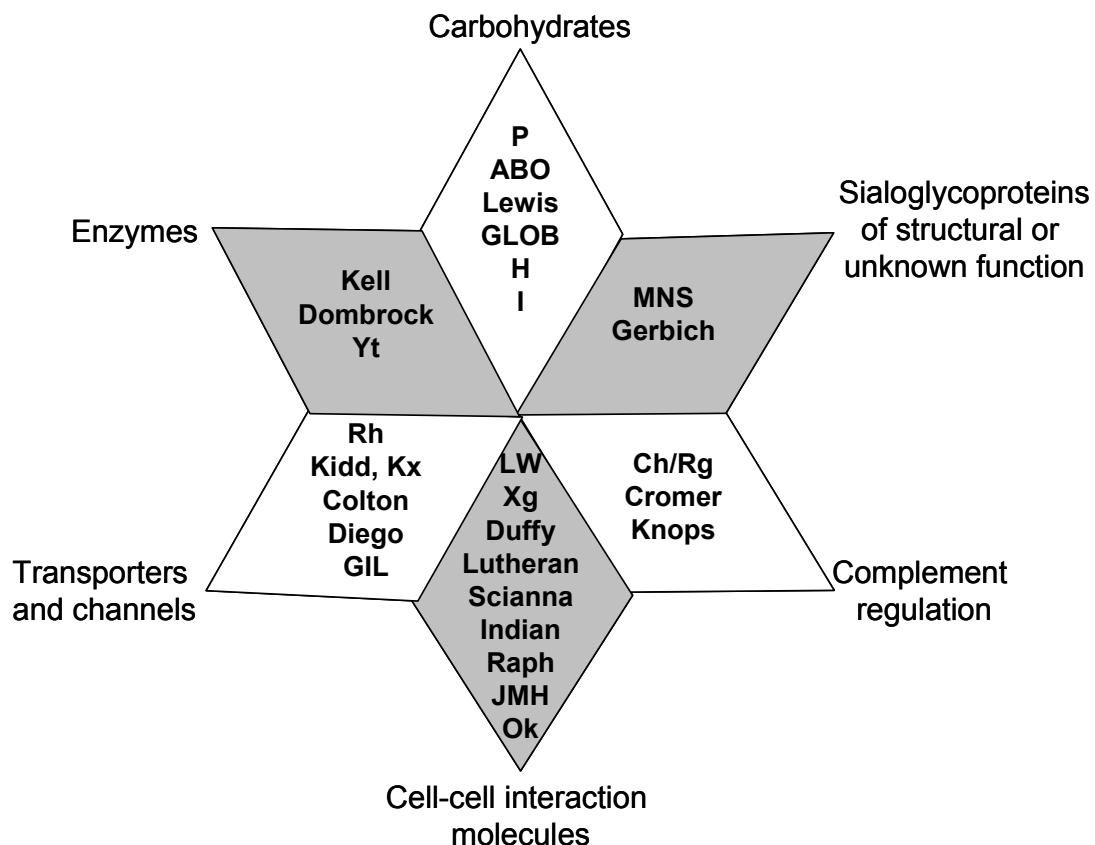 Carbohydrates
P
ABO
Lewis
GLOB
H
I
Enzymes
Kell
Dombrock
Yt
Sialoglycoproteins
of structural or
unknown function
MNS
Gerbich
Rh
Kidd, Kx
Colton
Diego
GIL
Transporters
and channels
LW
Xg
Duffy
Lutheran
Scianna
Indian
Raph
JMH
Ok
Cell-cell interaction
molecules
Ch/Rg
Cromer
Knops
Complement
regulation